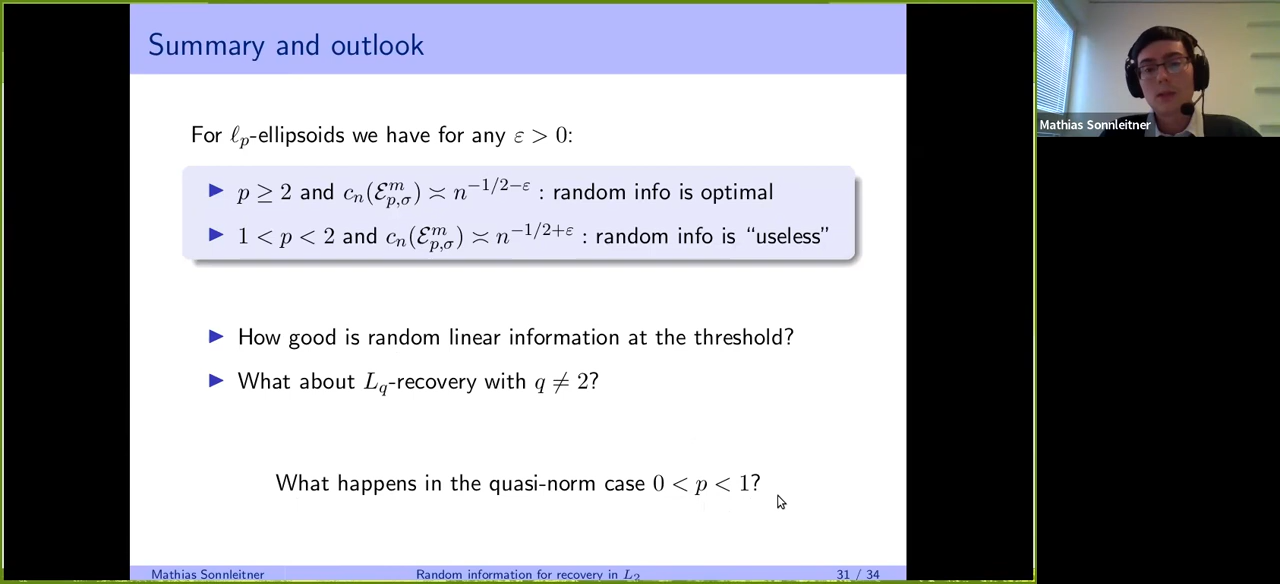 Summary and outlook
For ℓ_p-ellipsoids we have for any ε > 0:
▶ p ≥ 2 and c_n(ℰ^m_{p,σ}) ≍ n^{−1/2−ε} : random info is optimal
▶ 1 < p < 2 and c_n(ℰ^m_{p,σ}) ≍ n^{−1/2+ε} : random info is “useless”
▶ How good is random linear information at the threshold?
▶ What about L_q-recovery with q ≠ 2?
What happens in the quasi-norm case 0 < p < 1?
Mathias Sonnleitner Random information for recovery in L_2 31 / 34
Mathias Sonnleitner